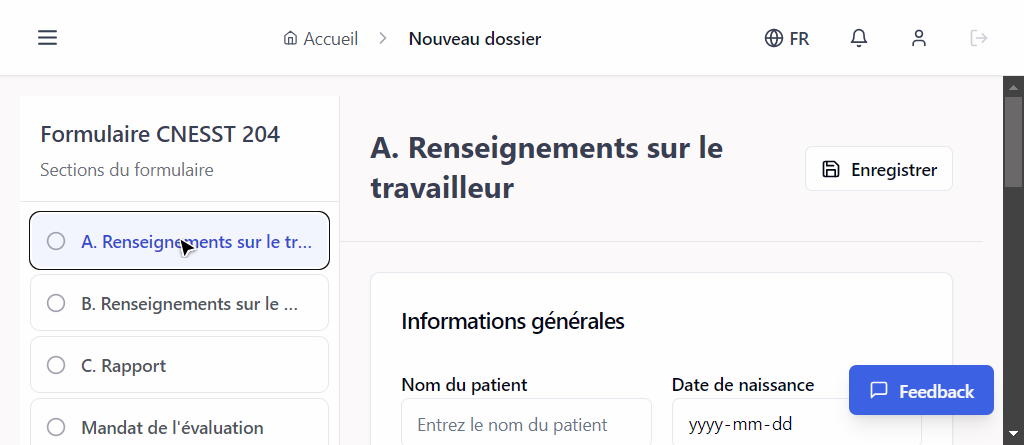 Accueil
Nouveau dossier
FR
Formulaire CNESST 204
Sections du formulaire
A. Renseignements sur le tr...
B. Renseignements sur le ...
C. Rapport
Mandat de l'évaluation
A. Renseignements sur le
travailleur
Enregistrer
Informations générales
Nom du patient
Entrez le nom du patient
Date de naissance
yyyy-mm-dd
Feedback